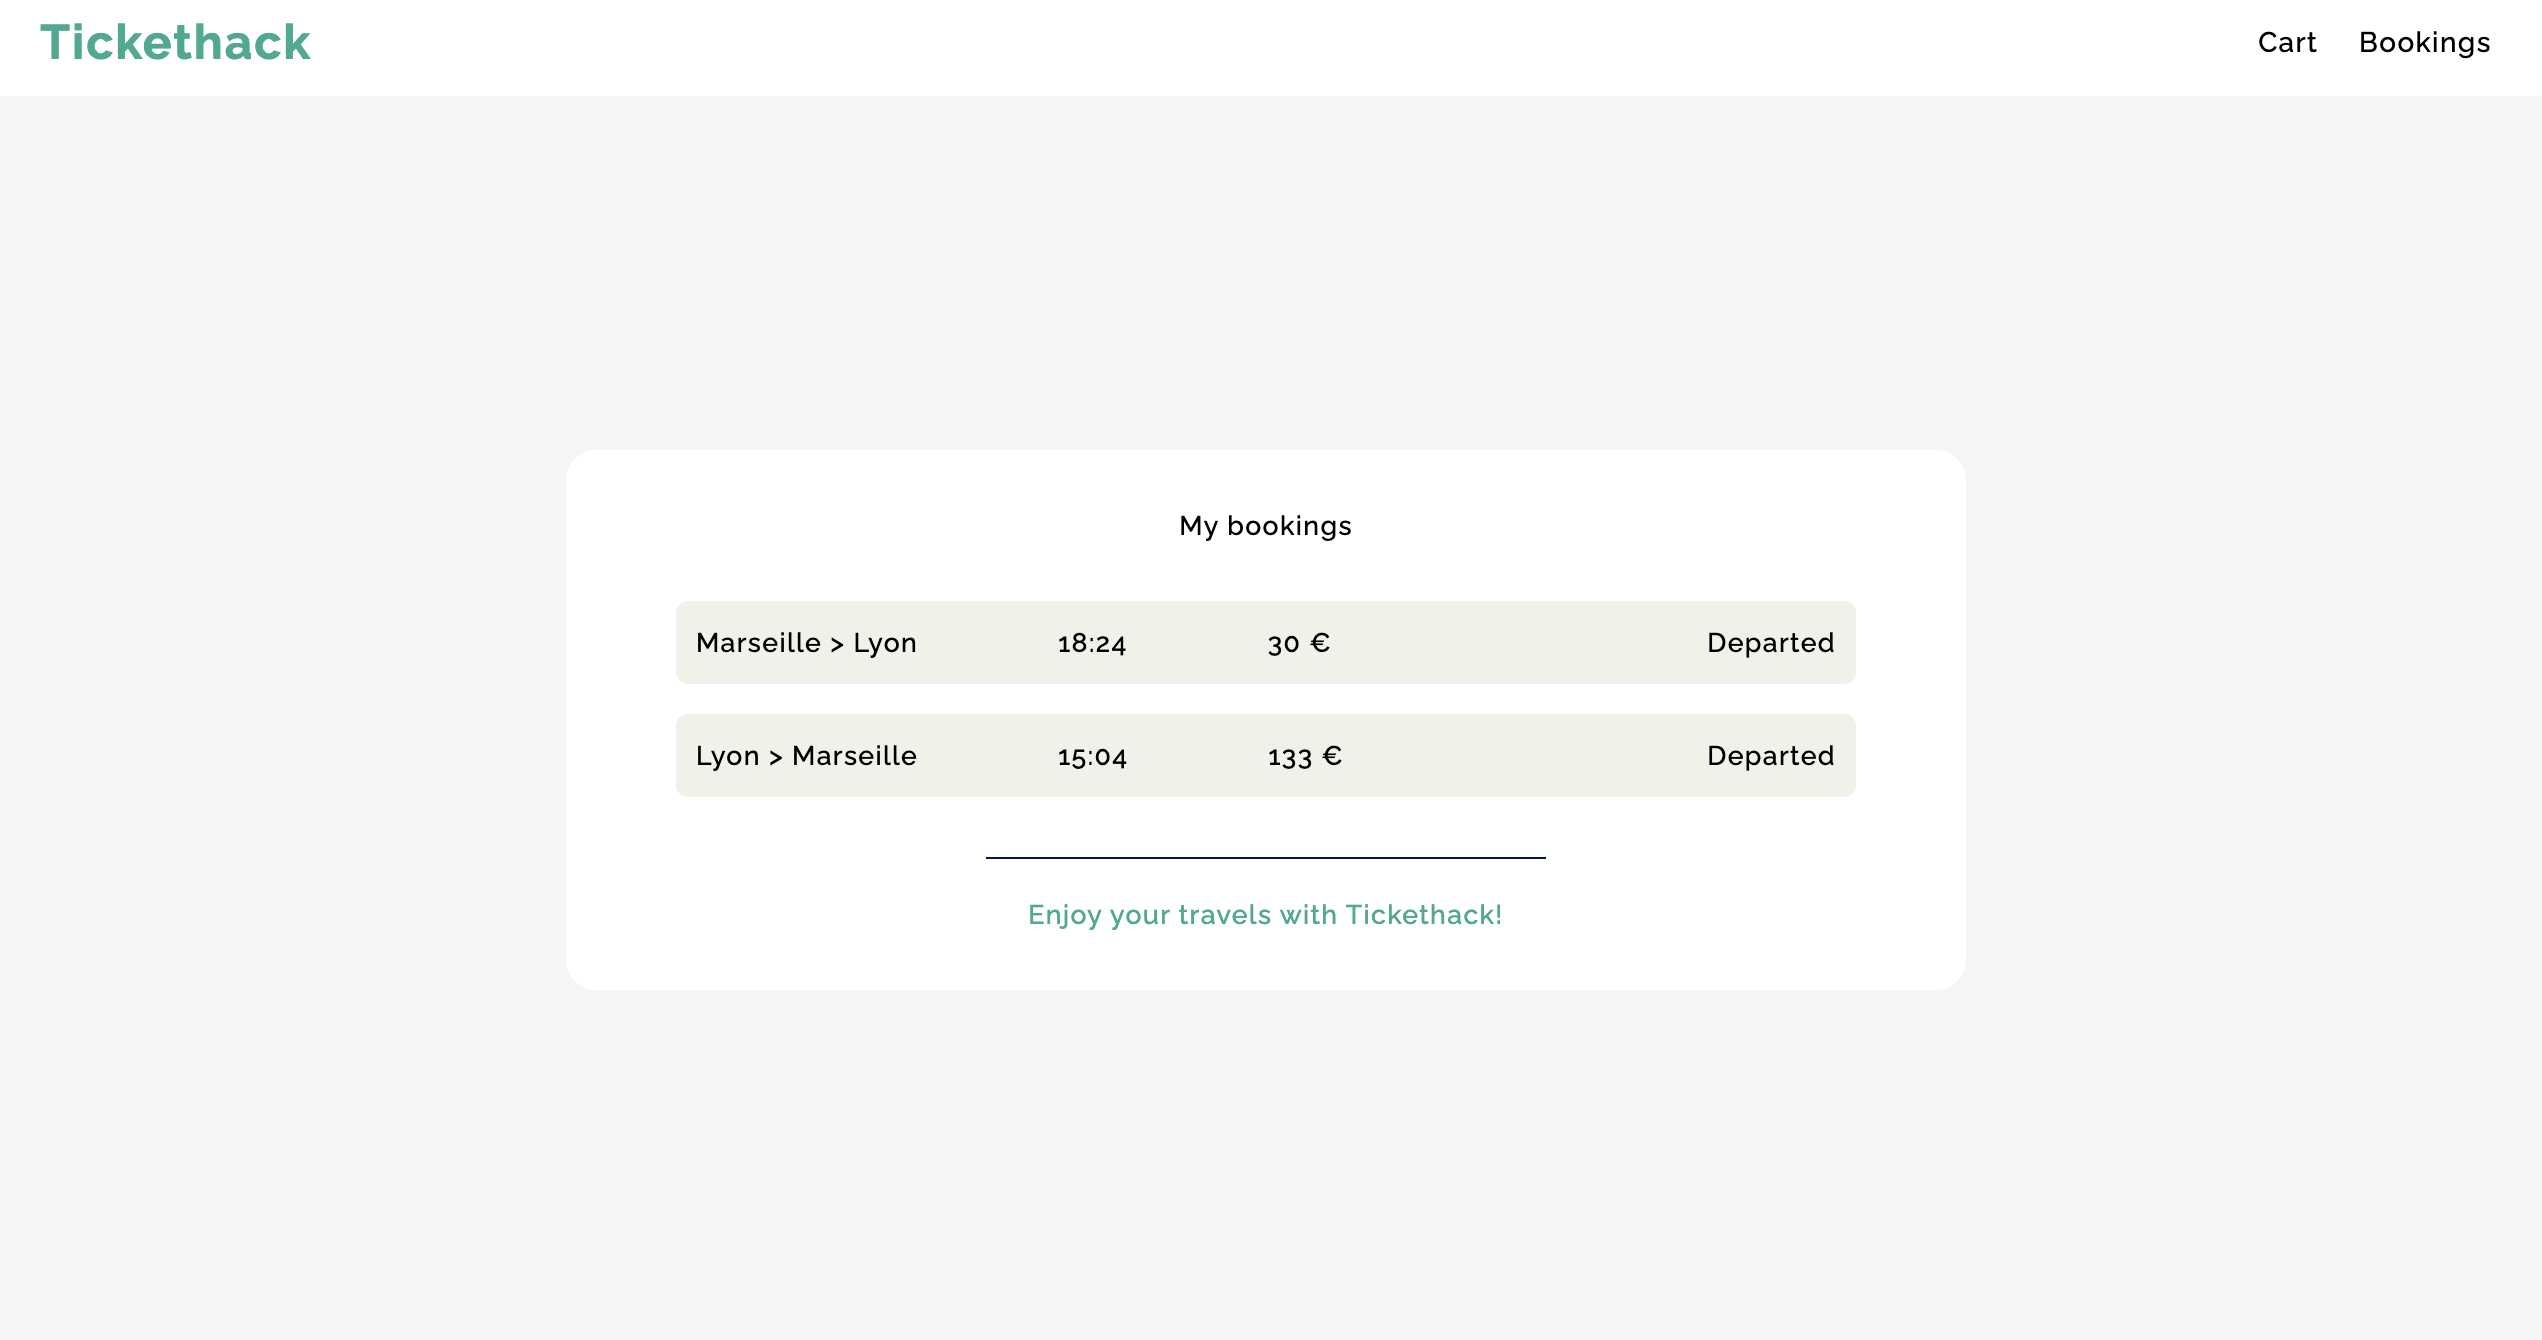 Tickethack Cart Bookings
My bookings
Marseille > Lyon 18:24 30 € Departed
Lyon > Marseille 15:04 133 € Departed
Enjoy your travels with Tickethack!